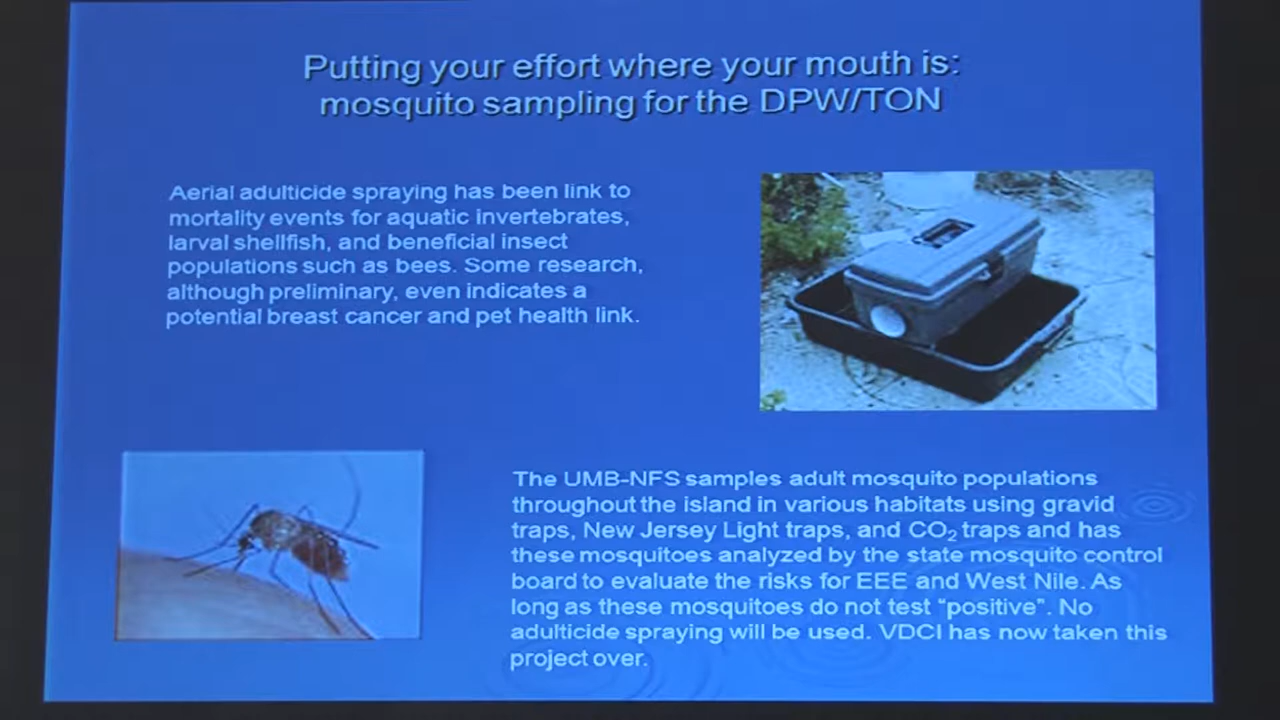 Putting your effort where your mouth is:
mosquito sampling for the DPW/TON
Aerial adulticide spraying has been link to
mortality events for aquatic invertebrates,
larval shellfish, and beneficial insect
populations such as bees. Some research,
although preliminary, even indicates a
potential breast cancer and pet health link.
The UMB-NFS samples adult mosquito populations
throughout the island in various habitats using gravid
traps, New Jersey Light traps, and CO₂ traps and has
these mosquitoes analyzed by the state mosquito control
board to evaluate the risks for EEE and West Nile. As
long as these mosquitoes do not test “positive”. No
adulticide spraying will be used. VDCI has now taken this
project over.